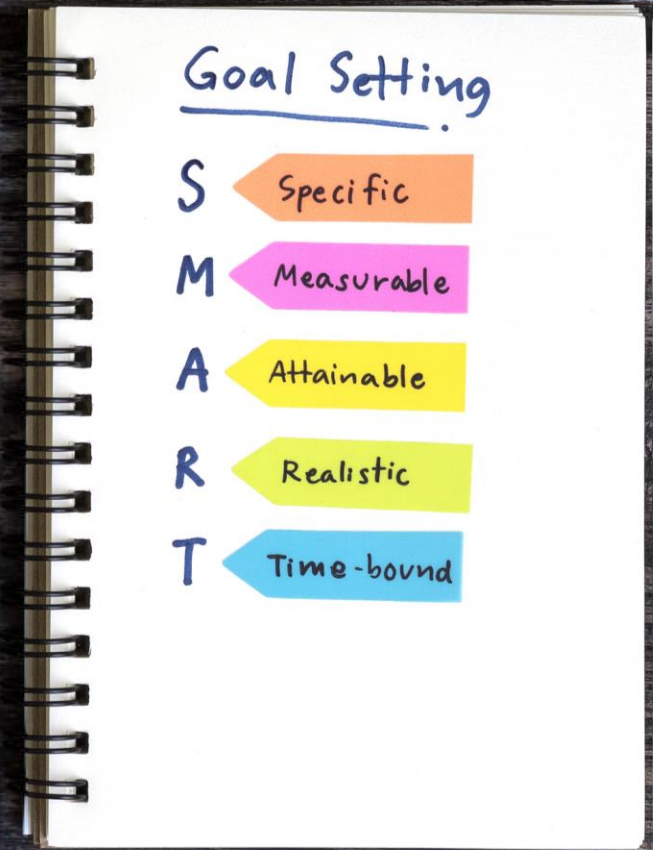 Goal Setting
S Specific
M Measurable
A Attainable
R Realistic
T Time-bound